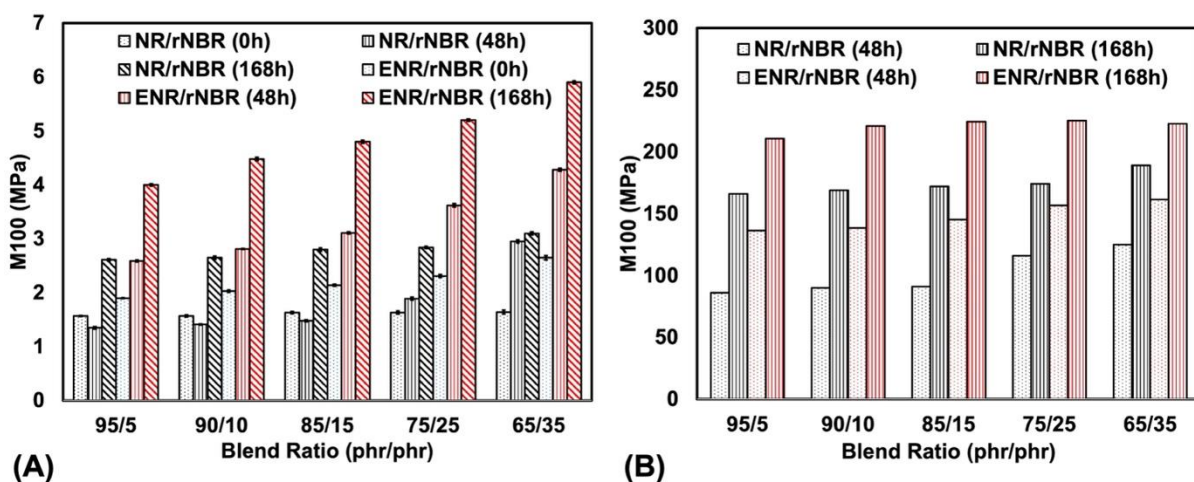 7
6
5
4
3
2
1
0
M100 (MPa)
NR/rNBR (0h) NR/rNBR (48h)
NR/rNBR (168h) ENR/rNBR (0h)
ENR/rNBR (48h) ENR/rNBR (168h)
95/5 90/10 85/15 75/25 65/35
Blend Ratio (phr/phr)
(A)
300
250
200
150
100
50
0
M100 (MPa)
NR/rNBR (48h) NR/rNBR (168h)
ENR/rNBR (48h) ENR/rNBR (168h)
95/5 90/10 85/15 75/25 65/35
Blend Ratio (phr/phr)
(B)